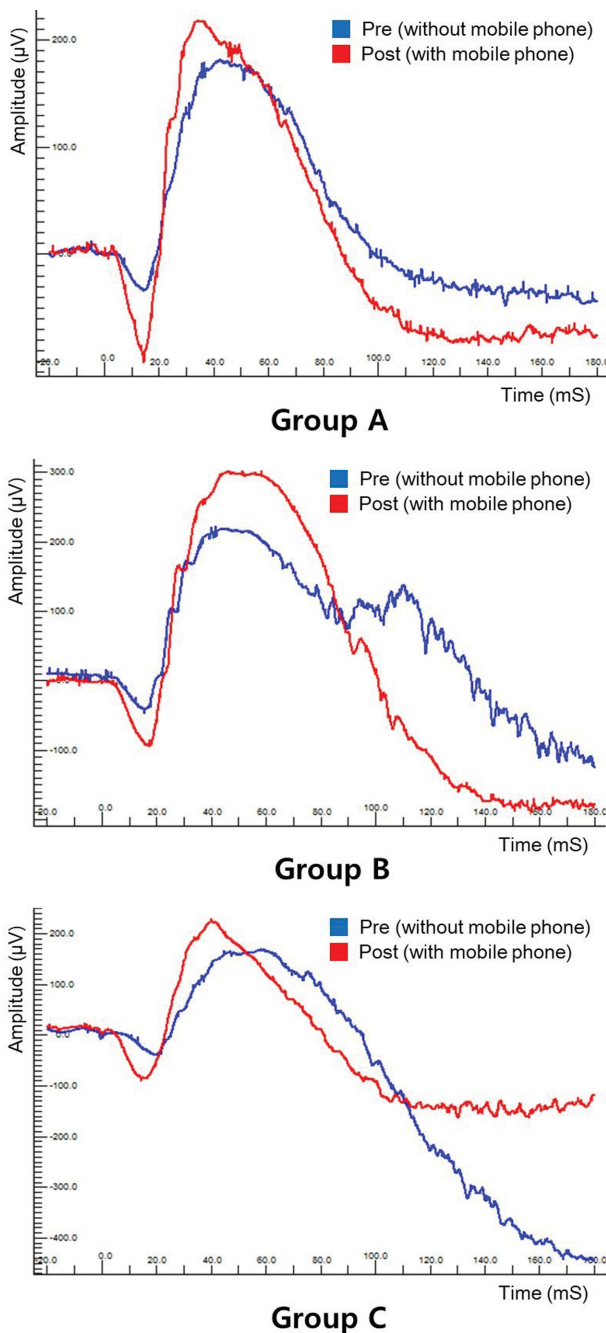 Amplitude (µV)
200.0
100.0
0.0
Pre (without mobile phone)
Post (with mobile phone)
-20.0 0.0 20.0 40.0 60.0 80.0 100.0 120.0 140.0 160.0 180.0
Time (mS)
Group A
Amplitude (µV)
300.0
200.0
100.0
0.0
-100.0
Pre (without mobile phone)
Post (with mobile phone)
-20.0 0.0 20.0 40.0 60.0 80.0 100.0 120.0 140.0 160.0 180.0
Time (mS)
Group B
Amplitude (µV)
200.0
100.0
0.0
-100.0
-200.0
-300.0
-400.0
Pre (without mobile phone)
Post (with mobile phone)
-20.0 0.0 20.0 40.0 60.0 80.0 100.0 120.0 140.0 160.0 180.0
Time (mS)
Group C